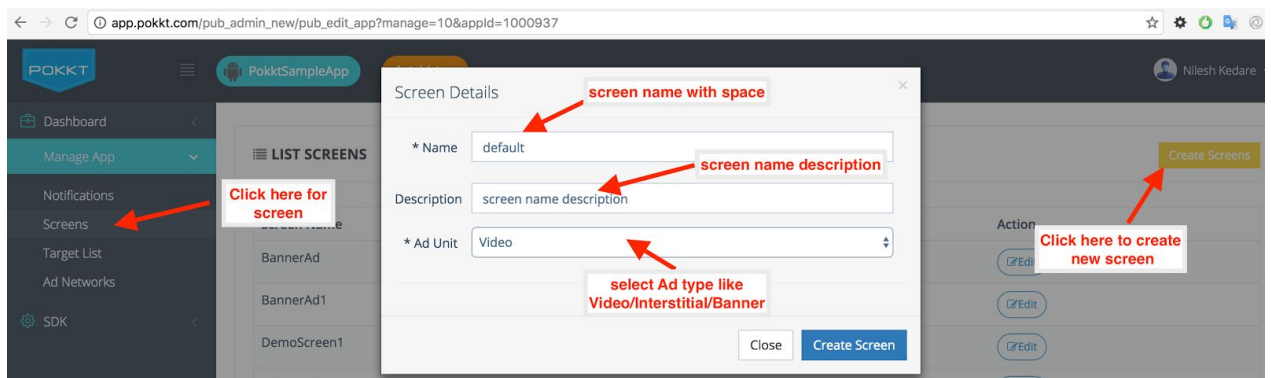 app.pokkt.com/pub_admin_new/pub_edit_app?manage=10&appId=1000937
POKKT
PokktSampleApp
Nilesh Kedare
Dashboard
Manage App
Notifications
Screens
Target List
Ad Networks
SDK
Click here for
screen
LIST SCREENS
Create Screens
Screen Name
Action
BannerAd
Edit
BannerAd1
Edit
DemoScreen1
Edit
Click here to create
new screen
Screen Details
×
screen name with space
* Name
default
screen name description
Description
screen name description
* Ad Unit
Video
select Ad type like
Video/Interstitial/Banner
Close
Create Screen